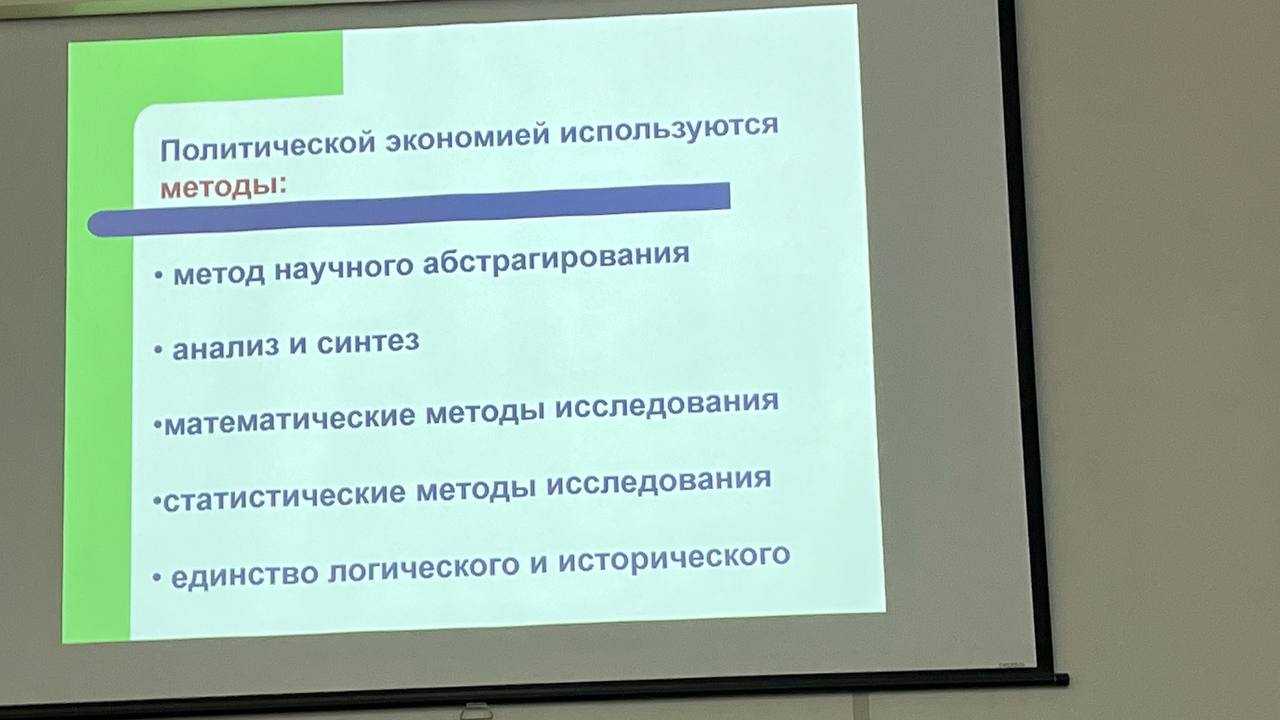 Политической экономией используются
методы:
• метод научного абстрагирования
• анализ и синтез
•математические методы исследования
•статистические методы исследования
• единство логического и исторического